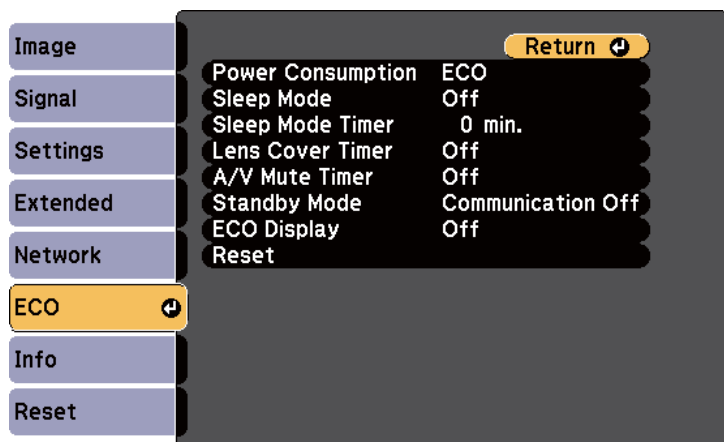 Image
Signal
Settings
Extended
Network
ECO
Info
Reset
Return
Power Consumption ECO
Sleep Mode Off
Sleep Mode Timer 0 min.
Lens Cover Timer Off
A/V Mute Timer Off
Standby Mode Communication Off
ECO Display Off
Reset